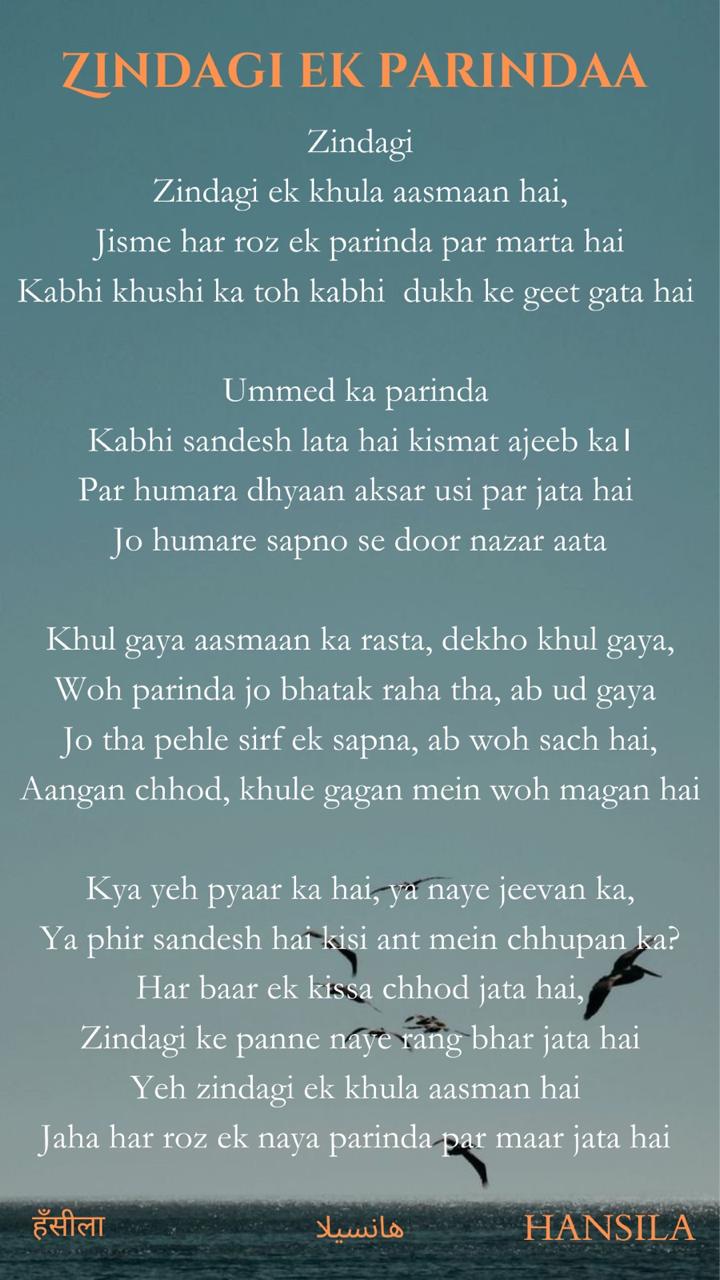 ZINDAGI EK PARINDAA
Zindagi
Zindagi ek khula aasmaan hai,
Jisme har roz ek parinda par marta hai
Kabhi khushi ka toh kabhi dukh ke geet gata hai
Ummed ka parinda
Kabhi sandesh lata hai kismat ajeeb ka।
Par humara dhyaan aksar usi par jata hai
Jo humare sapno se door nazar aata
Khul gaya aasmaan ka rasta, dekho khul gaya,
Woh parinda jo bhatak raha tha, ab ud gaya
Jo tha pehle sirf ek sapna, ab woh sach hai,
Aangan chhod, khule gagan mein woh magan hai
Kya yeh pyaar ka hai, ya naye jeevan ka,
Ya phir sandesh hai kisi ant mein chhupan ka?
Har baar ek kissa chhod jata hai,
Zindagi ke panne naye rang bhar jata hai
Yeh zindagi ek khula aasman hai
Jaha har roz ek naya parinda par maar jata hai
हँसीला هانسیلا HANSILA